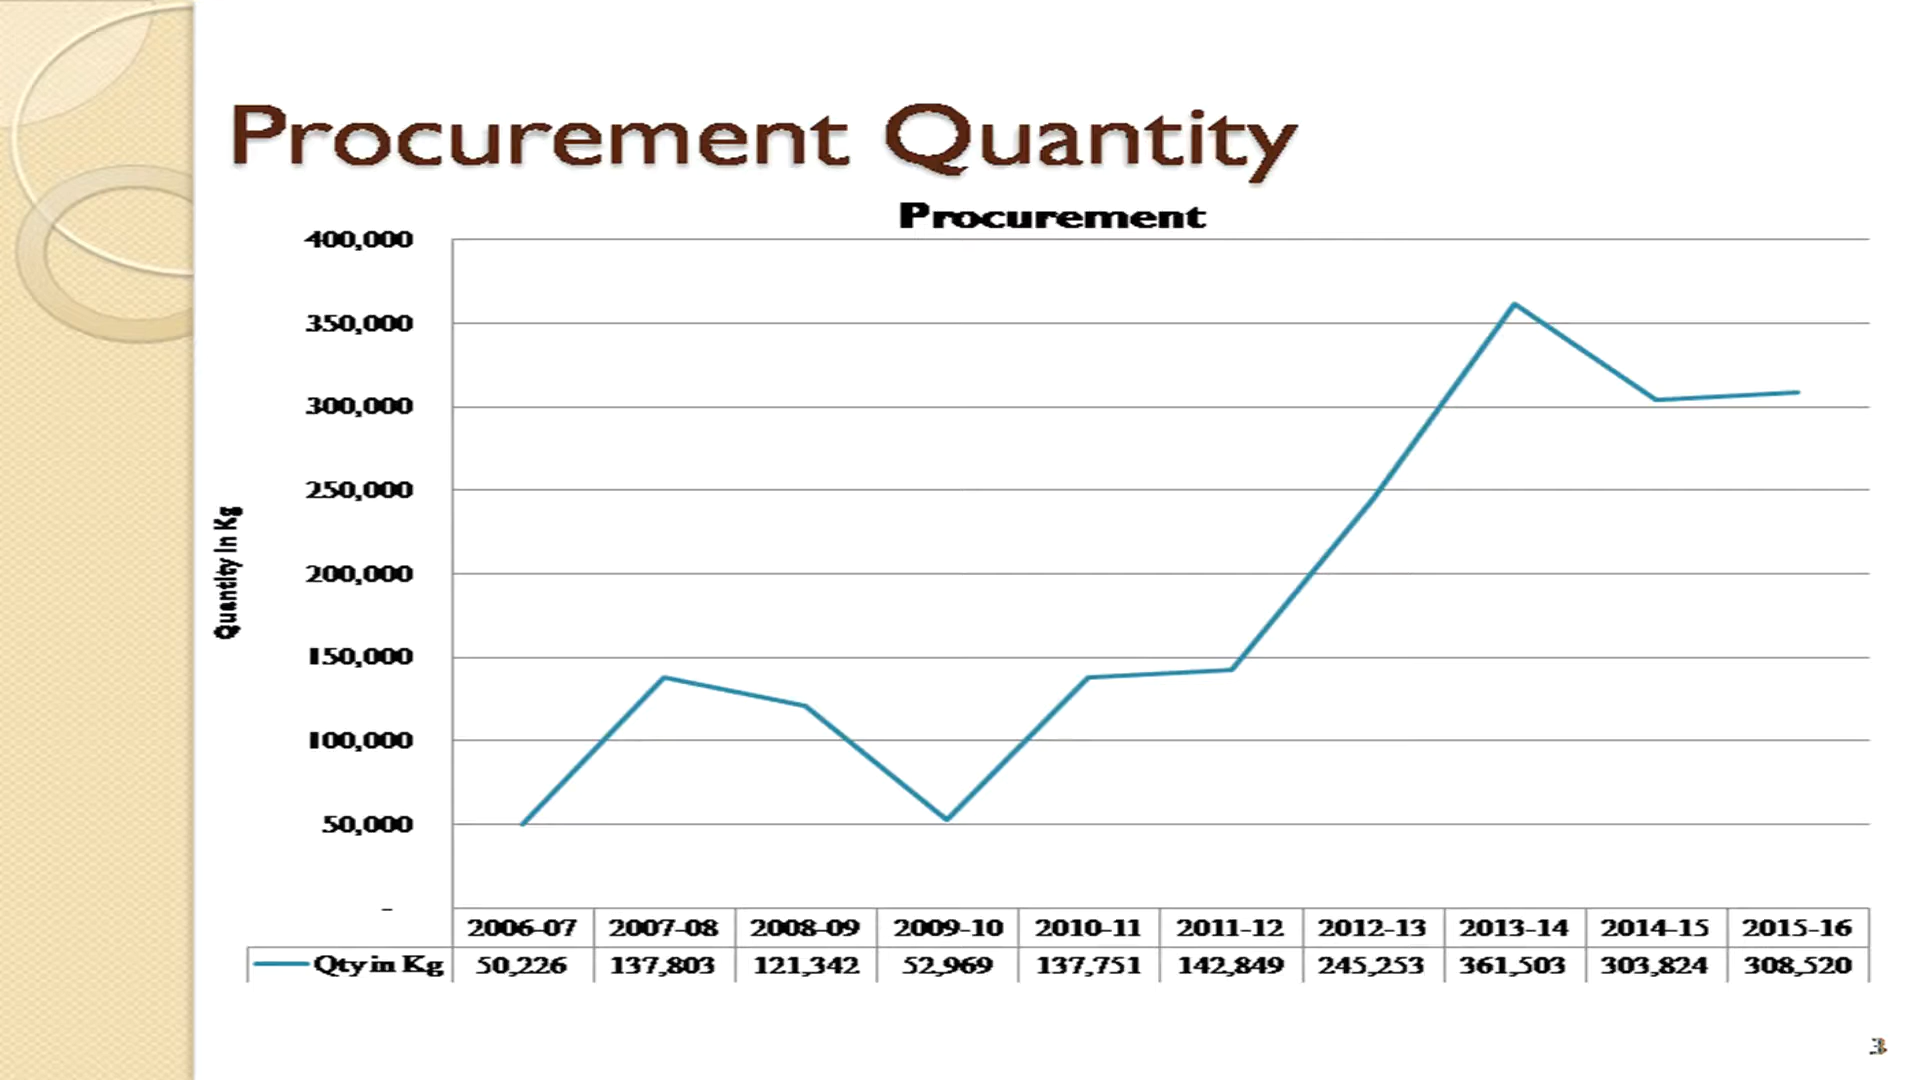 Procurement Quantity
Procurement
400,000
350,000
300,000
250,000
200,000
150,000
100,000
50,000
-
Quantity in Kg
2006-07 2007-08 2008-09 2009-10 2010-11 2011-12 2012-13 2013-14 2014-15 2015-16
Qty in Kg 50,226 137,803 121,342 52,969 137,751 142,849 245,253 361,503 303,824 308,520
3